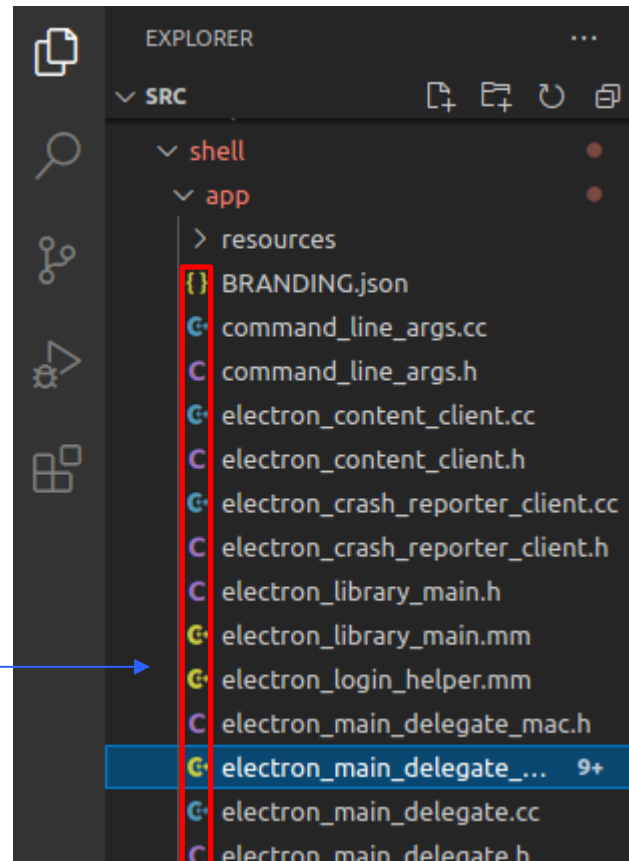 EXPLORER
SRC
shell
app
resources
BRANDING.json
command_line_args.cc
command_line_args.h
electron_content_client.cc
electron_content_client.h
electron_crash_reporter_client.cc
electron_crash_reporter_client.h
electron_library_main.h
electron_library_main.mm
electron_login_helper.mm
electron_main_delegate_mac.h
electron_main_delegate_... 9+
electron_main_delegate.cc
electron_main_delegate.h